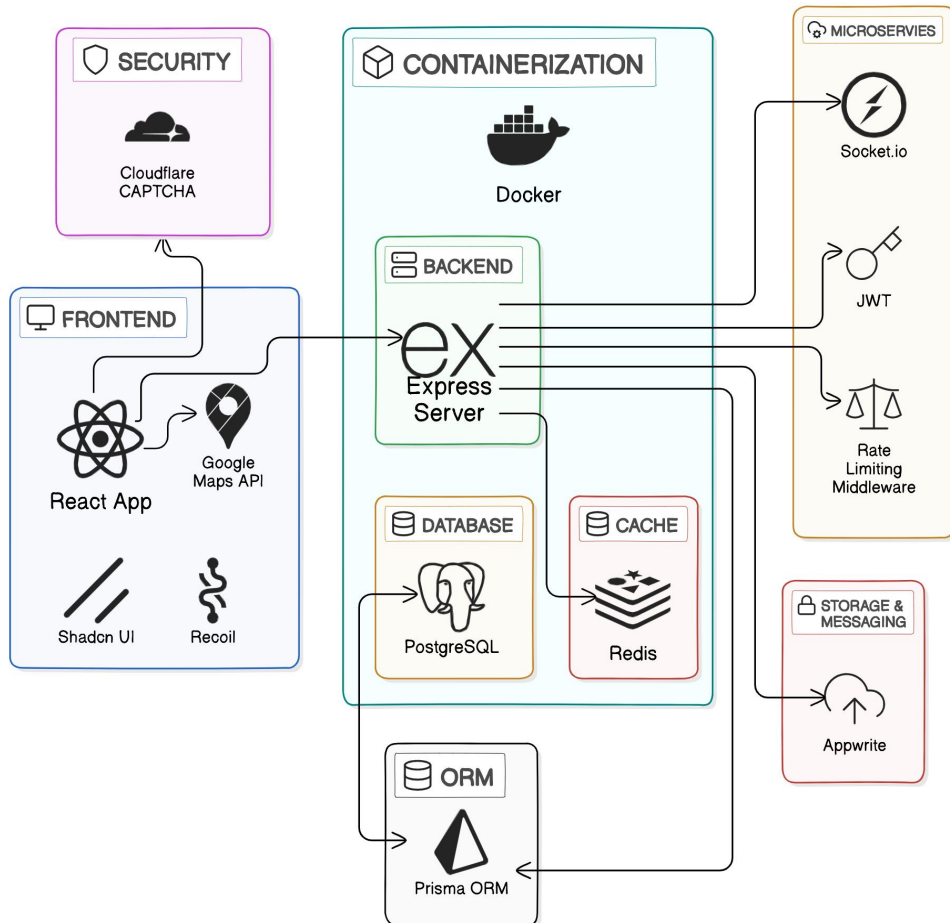 SECURITY
Cloudflare
CAPTCHA
CONTAINERIZATION
Docker
MICROSERVIES
Socket.io
JWT
Rate
Limiting
Middleware
FRONTEND
React App
Google
Maps API
Shadcn UI
Recoil
BACKEND
ex
Express
Server
DATABASE
PostgreSQL
CACHE
Redis
STORAGE &
MESSAGING
Appwrite
ORM
Prisma ORM